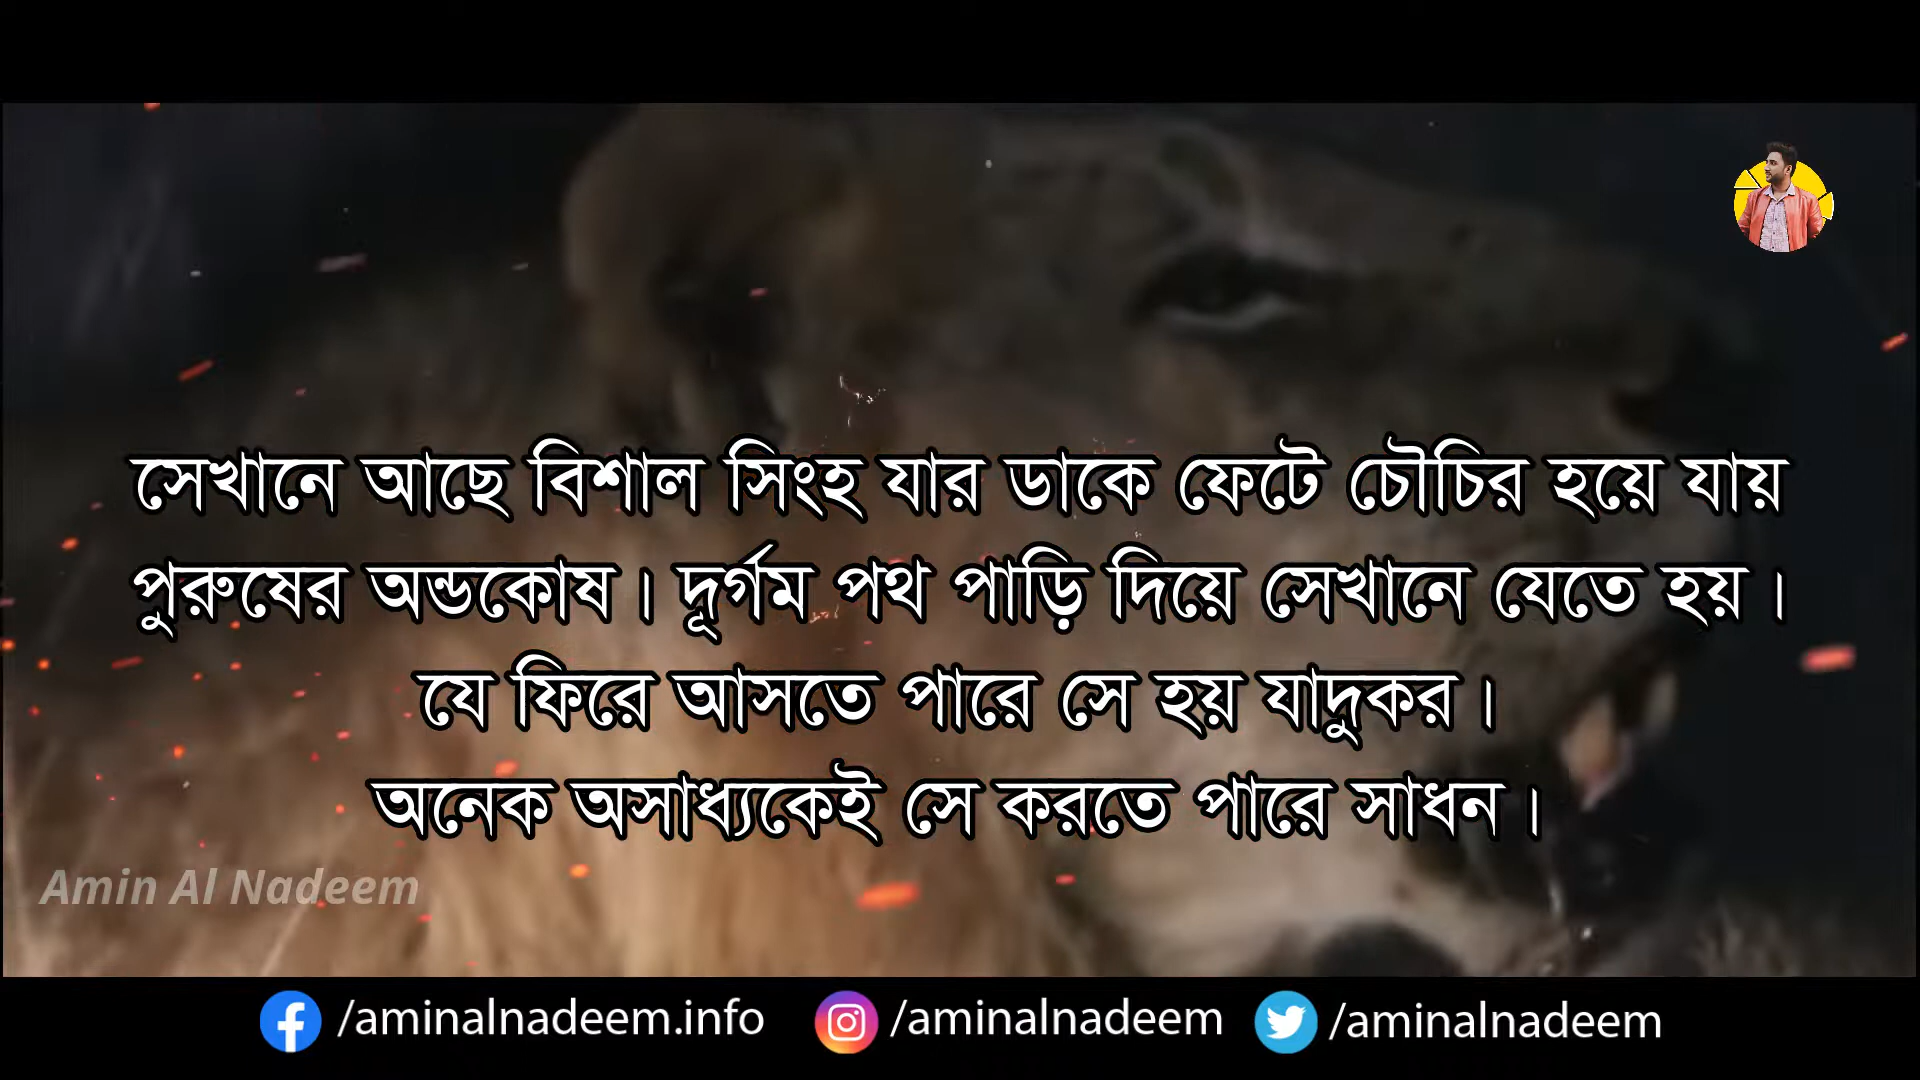 সেখানে আছে বিশাল সিংহ যার ডাকে ফেটে চৌচির হয়ে যায়
পুরুষের অন্ডকোষ। দূর্গম পথ পাড়ি দিয়ে সেখানে যেতে হয়।
যে ফিরে আসতে পারে সে হয় যাদুকর।
অনেক অসাধ্যকেই সে করতে পারে সাধন।
Amin Al Nadeem
/aminalnadeem.info /aminalnadeem /aminalnadeem